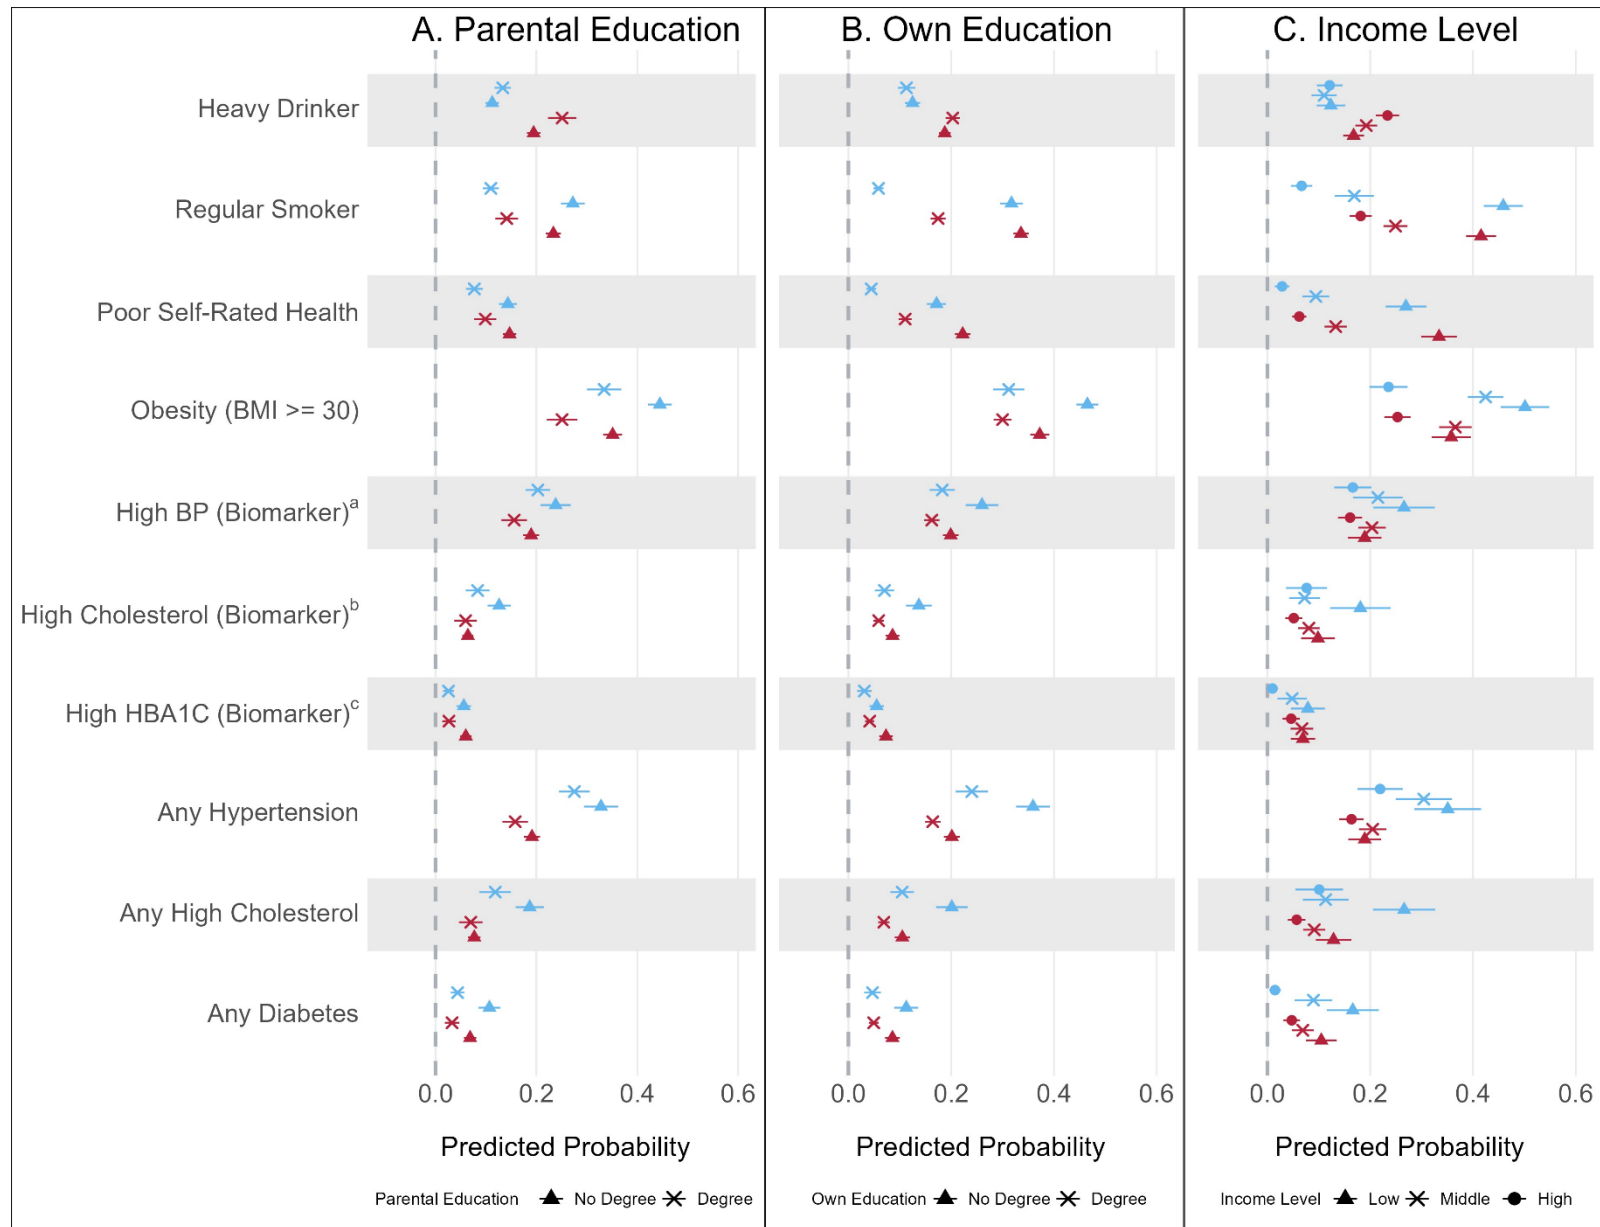 A. Parental Education
B. Own Education
C. Income Level
Heavy Drinker
Regular Smoker
Poor Self-Rated Health
Obesity (BMI >= 30)
High BP (Biomarker)a
High Cholesterol (Biomarker)b
High HBA1C (Biomarker)c
Any Hypertension
Any High Cholesterol
Any Diabetes
0.0 0.2 0.4 0.6
0.0 0.2 0.4 0.6
0.0 0.2 0.4 0.6
Predicted Probability
Predicted Probability
Predicted Probability
Parental Education No Degree Degree
Own Education No Degree Degree
Income Level Low Middle High